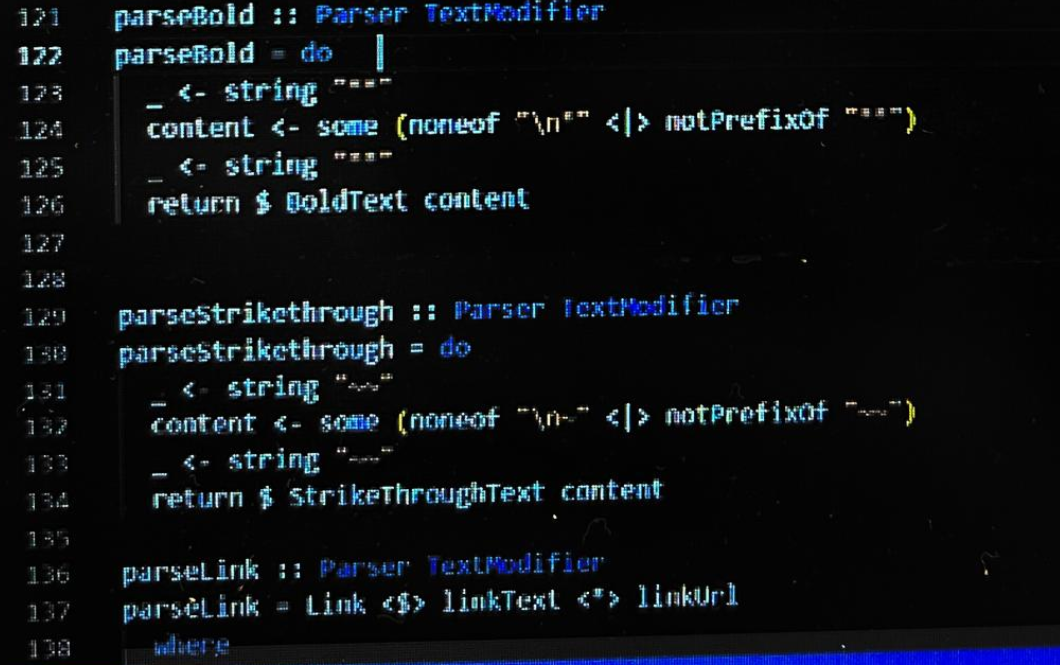 121 parseBold :: Parser TextModifier
122 parseBold = do
123 _ <- string "**"
124 content <- some (noneof "\n*" <|> notPrefixOf "**")
125 _ <- string "**"
126 return $ BoldText content
127
128
129 parseStrikethrough :: Parser TextModifier
130 parseStrikethrough = do
131 _ <- string "~~"
132 content <- some (noneof "\n~" <|> notPrefixOf "~~")
133 _ <- string "~~"
134 return $ StrikeThroughText content
135
136 parseLink :: Parser TextModifier
137 parseLink = Link <$> linkText <*> linkUrl
138 where